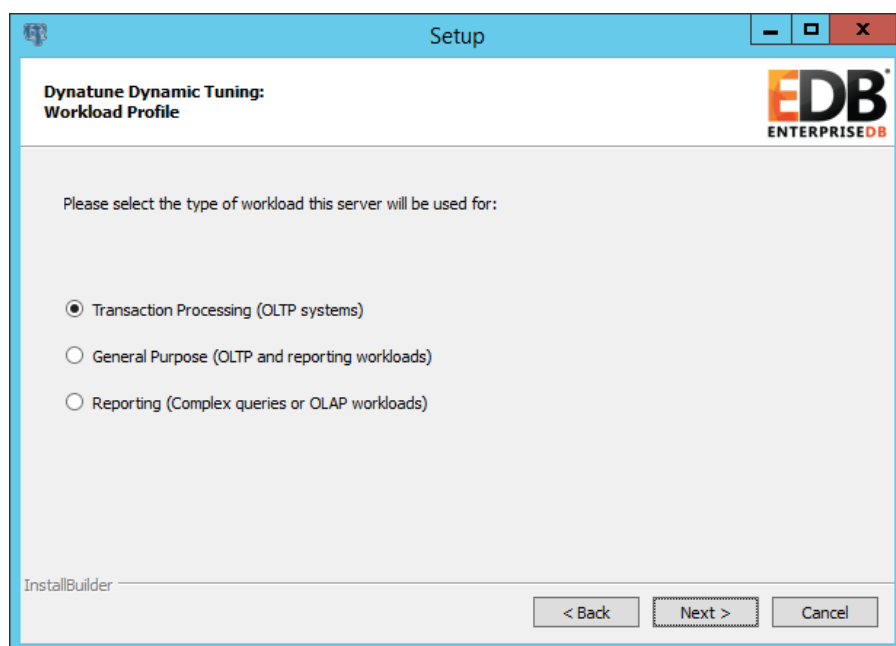 Setup
Dynatune Dynamic Tuning:
Workload Profile
EDB
ENTERPRISEDB
Please select the type of workload this server will be used for:
Transaction Processing (OLTP systems)
General Purpose (OLTP and reporting workloads)
Reporting (Complex queries or OLAP workloads)
InstallBuilder
< Back
Next >
Cancel